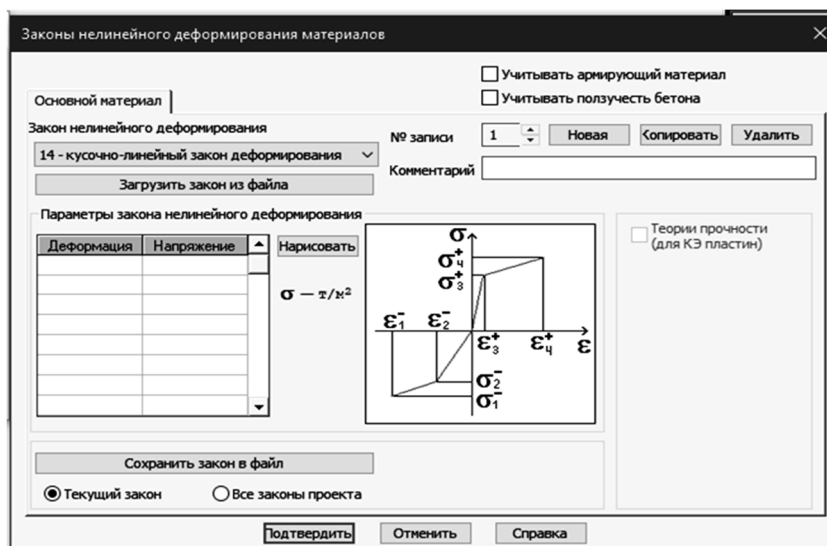 Законы нелинейного деформирования материалов
Учитывать армирующий материал
Основной материал
Учитывать ползучесть бетона
Закон нелинейного деформирования
№ записи
1
Новая
Копировать
Удалить
14 - кусочно-линейный закон деформирования
Комментарий
Загрузить закон из файла
Параметры закона нелинейного деформирования
Деформация
Напряжение
Нарисовать
σ – т/м²
σ
σ₄⁺
σ₃⁺
ε₁⁻
ε₂⁻
ε₃⁺
ε₄⁺
ε
σ₂⁻
σ₁⁻
Теории прочности
(для КЭ пластин)
Сохранить закон в файл
Текущий закон
Все законы проекта
Подтвердить
Отменить
Справка